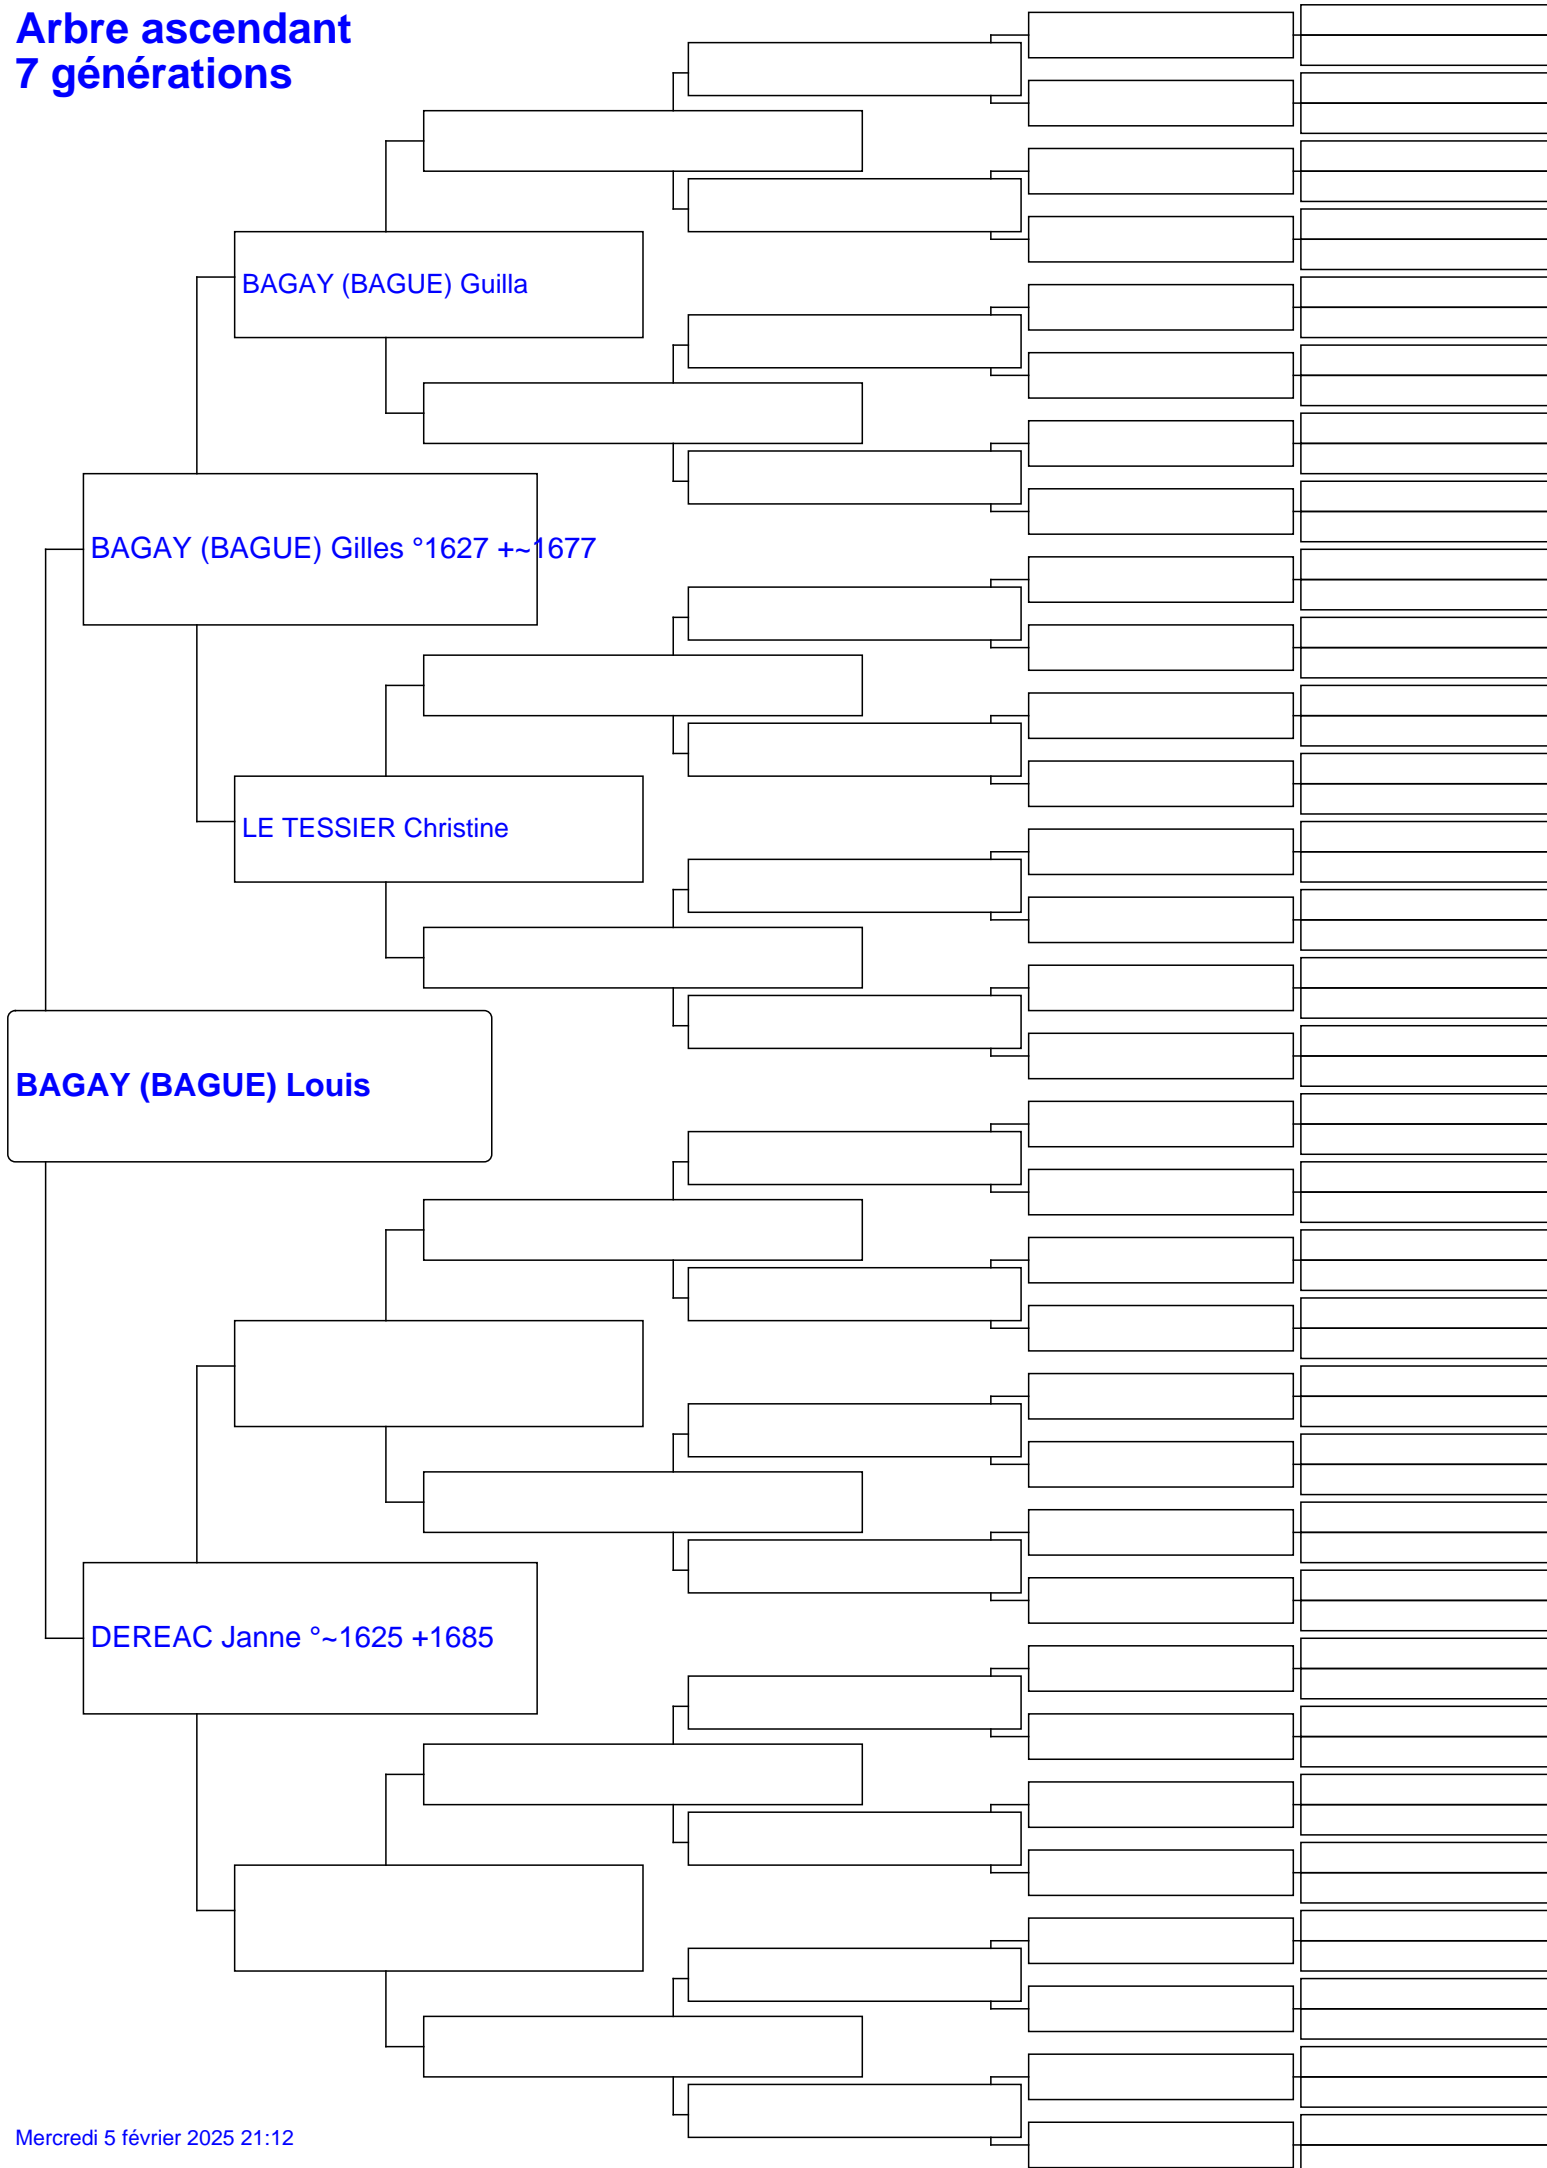 Arbre ascendant
7 générations
BAGAY (BAGUE) Guilla
BAGAY (BAGUE) Gilles °1627 +~1677
LE TESSIER Christine
BAGAY (BAGUE) Louis
DEREAC Janne °~1625 +1685
Mercredi 5 février 2025 21:12